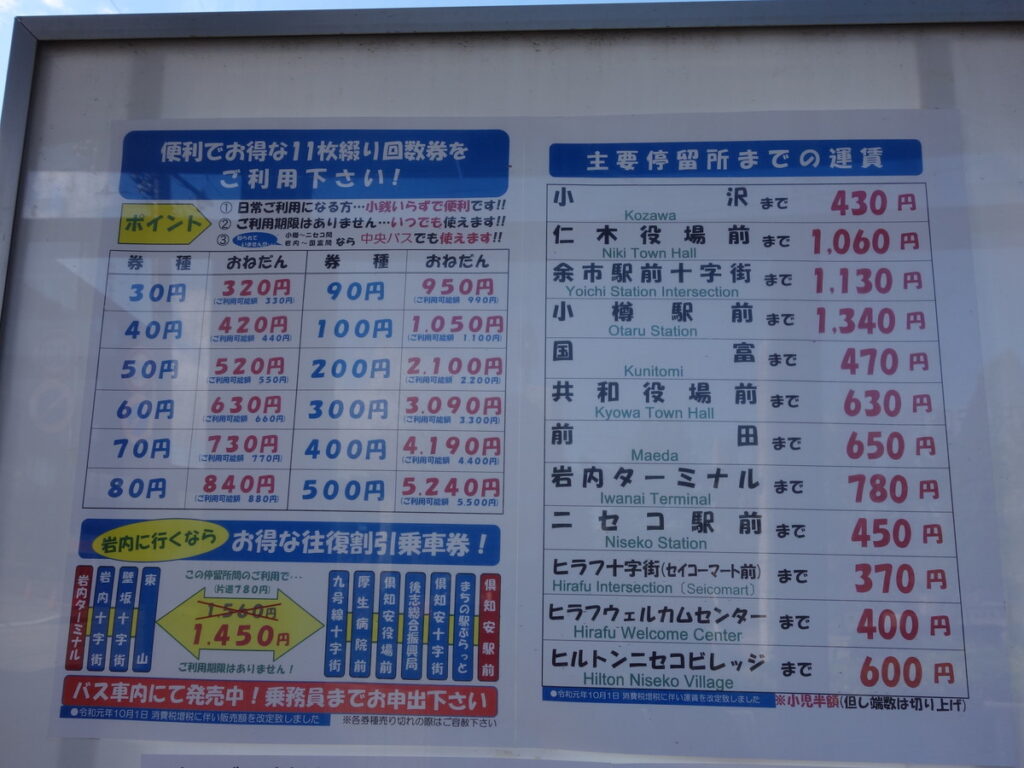 便利でお得な11枚綴り回数券を
ご利用下さい!
ポイント
① 日常ご利用になる方…小銭いらずで便利です!!
② ご利用期限はありません…いつでも使えます!!
③ 知られていませんが… 小樽～ニセコ間 岩内～国富間 なら 中央バスでも使えます!!
券種 おねだん 券種 おねだん
30円 320円 (ご利用可能額 330円) 90円 950円 (ご利用可能額 990円)
40円 420円 (ご利用可能額 440円) 100円 1,050円 (ご利用可能額 1,100円)
50円 520円 (ご利用可能額 550円) 200円 2,100円 (ご利用可能額 2,200円)
60円 630円 (ご利用可能額 660円) 300円 3,090円 (ご利用可能額 3,300円)
70円 730円 (ご利用可能額 770円) 400円 4,190円 (ご利用可能額 4,400円)
80円 840円 (ご利用可能額 880円) 500円 5,240円 (ご利用可能額 5,500円)
岩内に行くなら お得な往復割引乗車券!
岩内ターミナル
岩内十字街
壁坂十字街
東山
この停留所間のご利用で…
(片道780円)
1,560円
1,450円
ご利用期限はありません!
九号線十字街
厚生病院前
倶知安役場前
後志総合振興局
倶知安十字街
まちの駅ぷらっと
倶知安駅前
バス車内にて発売中!乗務員までお申出下さい
●令和元年10月1日 消費税増税に伴い販売額を改定致しました
※各券種売り切れの際はご容赦下さい
主要停留所までの運賃
小沢 まで 430円
Kozawa
仁木役場前 まで 1,060円
Niki Town Hall
余市駅前十字街 まで 1,130円
Yoichi Station Intersection
小樽駅前 まで 1,340円
Otaru Station
国富 まで 470円
Kunitomi
共和役場前 まで 630円
Kyowa Town Hall
前田 まで 650円
Maeda
岩内ターミナル まで 780円
Iwanai Terminal
ニセコ駅前 まで 450円
Niseko Station
ヒラフ十字街(セイコーマート前) まで 370円
Hirafu Intersection (Seicomart)
ヒラフウェルカムセンター まで 400円
Hirafu Welcome Center
ヒルトンニセコビレッジ まで 600円
Hilton Niseko Village
●令和元年10月1日 消費税増税に伴い運賃を改定致しました
※小児半額(但し端数は切り上げ)